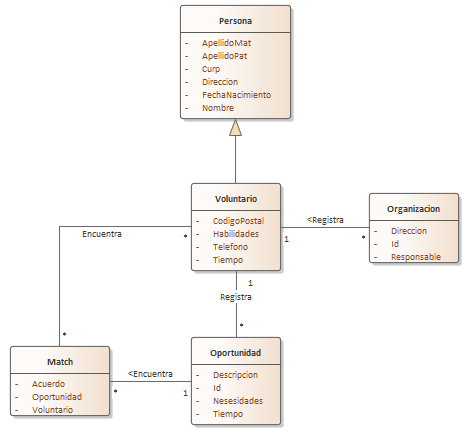 Persona
- ApellidoMat
- ApellidoPat
- Curp
- Direccion
- FechaNacimiento
- Nombre
Voluntario
- CodigoPostal
- Habilidades
- Telefono
- Tiempo
Organizacion
- Direccion
- Id
- Responsable
<Registra
1
*
Encuentra
*
*
1
Registra
*
Oportunidad
- Descripcion
- Id
- Nesesidades
- Tiempo
Match
- Acuerdo
- Oportunidad
- Voluntario
<Encuentra
*
1